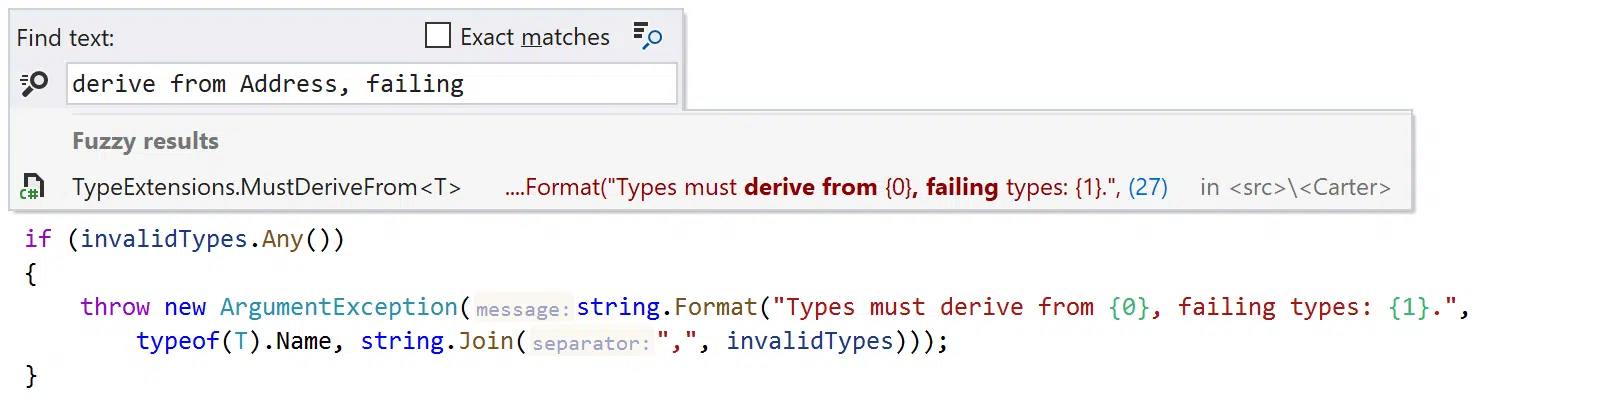 Find text: Exact matches
derive from Address, failing
Fuzzy results
C# TypeExtensions.MustDeriveFrom<T> ....Format("Types must derive from {0}, failing types: {1}.", (27) in <src>\<Carter>
if (invalidTypes.Any())
{
throw new ArgumentException(message: string.Format("Types must derive from {0}, failing types: {1}.",
typeof(T).Name, string.Join(separator: ",", invalidTypes)));
}